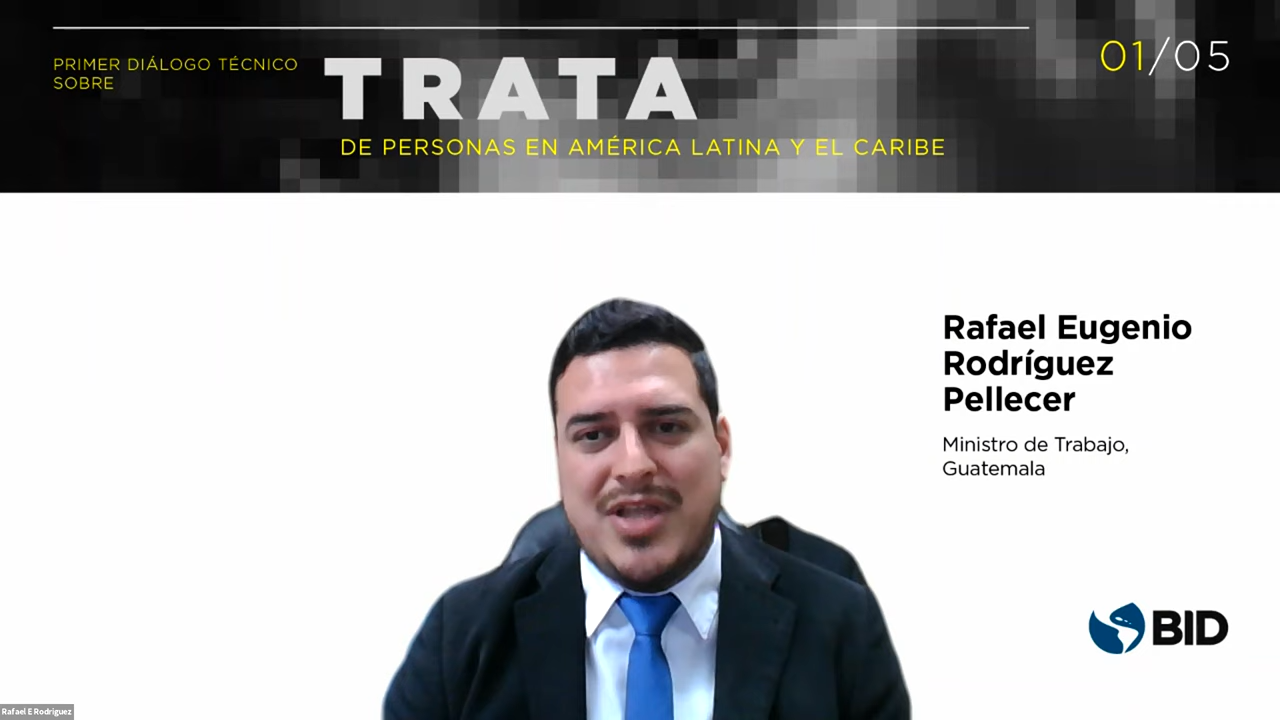 PRIMER DIÁLOGO TÉCNICO
SOBRE
TRATA
DE PERSONAS EN AMÉRICA LATINA Y EL CARIBE
01/05
Rafael Eugenio
Rodríguez
Pellecer
Ministro de Trabajo,
Guatemala
BID
Rafael E Rodriguez